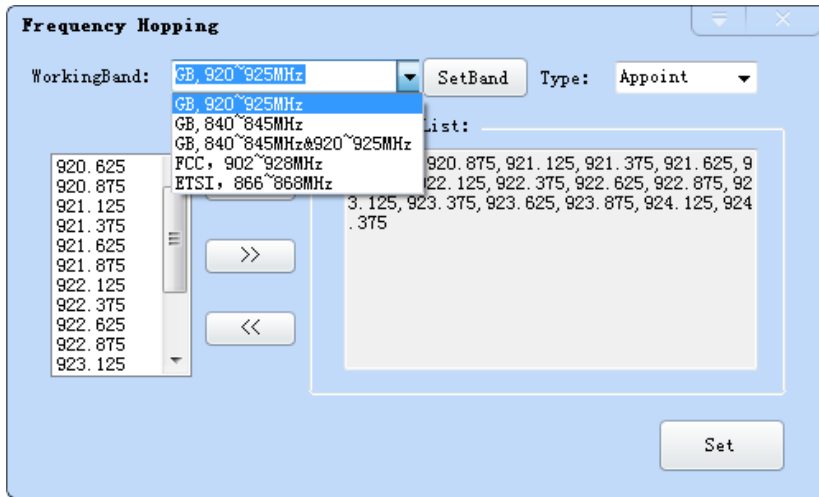 Frequency Hopping
WorkingBand: GB, 920~925MHz SetBand Type: Appoint
GB, 920~925MHz
GB, 840~845MHz
GB, 840~845MHz&920~925MHz
FCC，902~928MHz
ETSI，866~868MHz
List:
920.625
920.875
921.125
921.375
921.625
921.875
922.125
922.375
922.625
922.875
923.125
>>
<<
920.875, 921.125, 921.375, 921.625, 9
22.125, 922.375, 922.625, 922.875, 92
3.125, 923.375, 923.625, 923.875, 924.125, 924
.375
Set